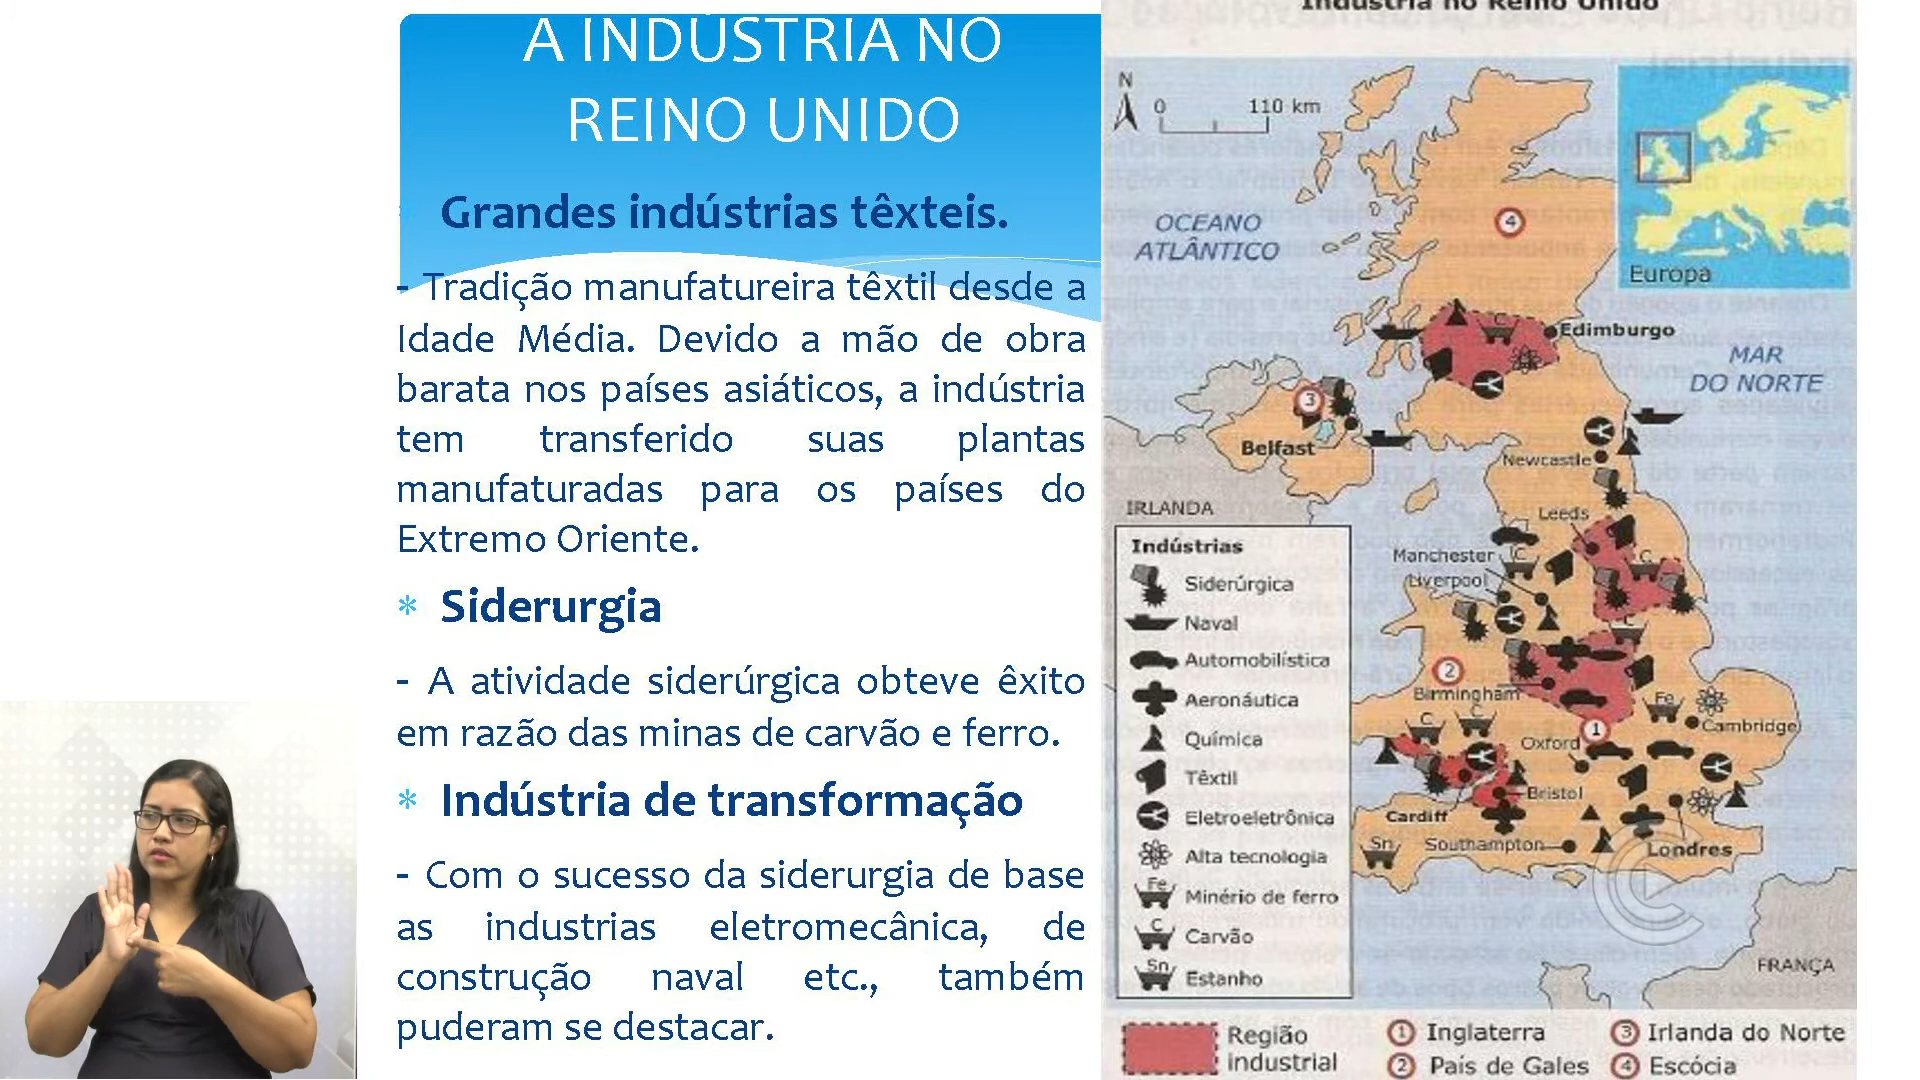 A INDÚSTRIA NO
REINO UNIDO
Grandes indústrias têxteis.
- Tradição manufatureira têxtil desde a
Idade Média. Devido a mão de obra
barata nos países asiáticos, a indústria
tem transferido suas plantas
manufaturadas para os países do
Extremo Oriente.
* Siderurgia
- A atividade siderúrgica obteve êxito
em razão das minas de carvão e ferro.
* Indústria de transformação
- Com o sucesso da siderurgia de base
as industrias eletromecânica, de
construção naval etc., também
puderam se destacar.
Indústria no Reino Unido
N
0 110 km
OCEANO
ATLÂNTICO
4
Europa
Edimburgo
MAR
DO NORTE
3
Belfast
Newcastle
IRLANDA
Leeds
Manchester
Liverpool
C
C
C
2
Birmingham
Fe
Cambridge
C
C
1
Oxford
Bristol
Cardiff
Sn
Southampton
Londres
FRANÇA
Indústrias
Siderúrgica
Naval
Automobilística
Aeronáutica
Química
Têxtil
Eletroeletrônica
Alta tecnologia
Fe Minério de ferro
C Carvão
Sn Estanho
Região
industrial
1 Inglaterra
2 País de Gales
3 Irlanda do Norte
4 Escócia